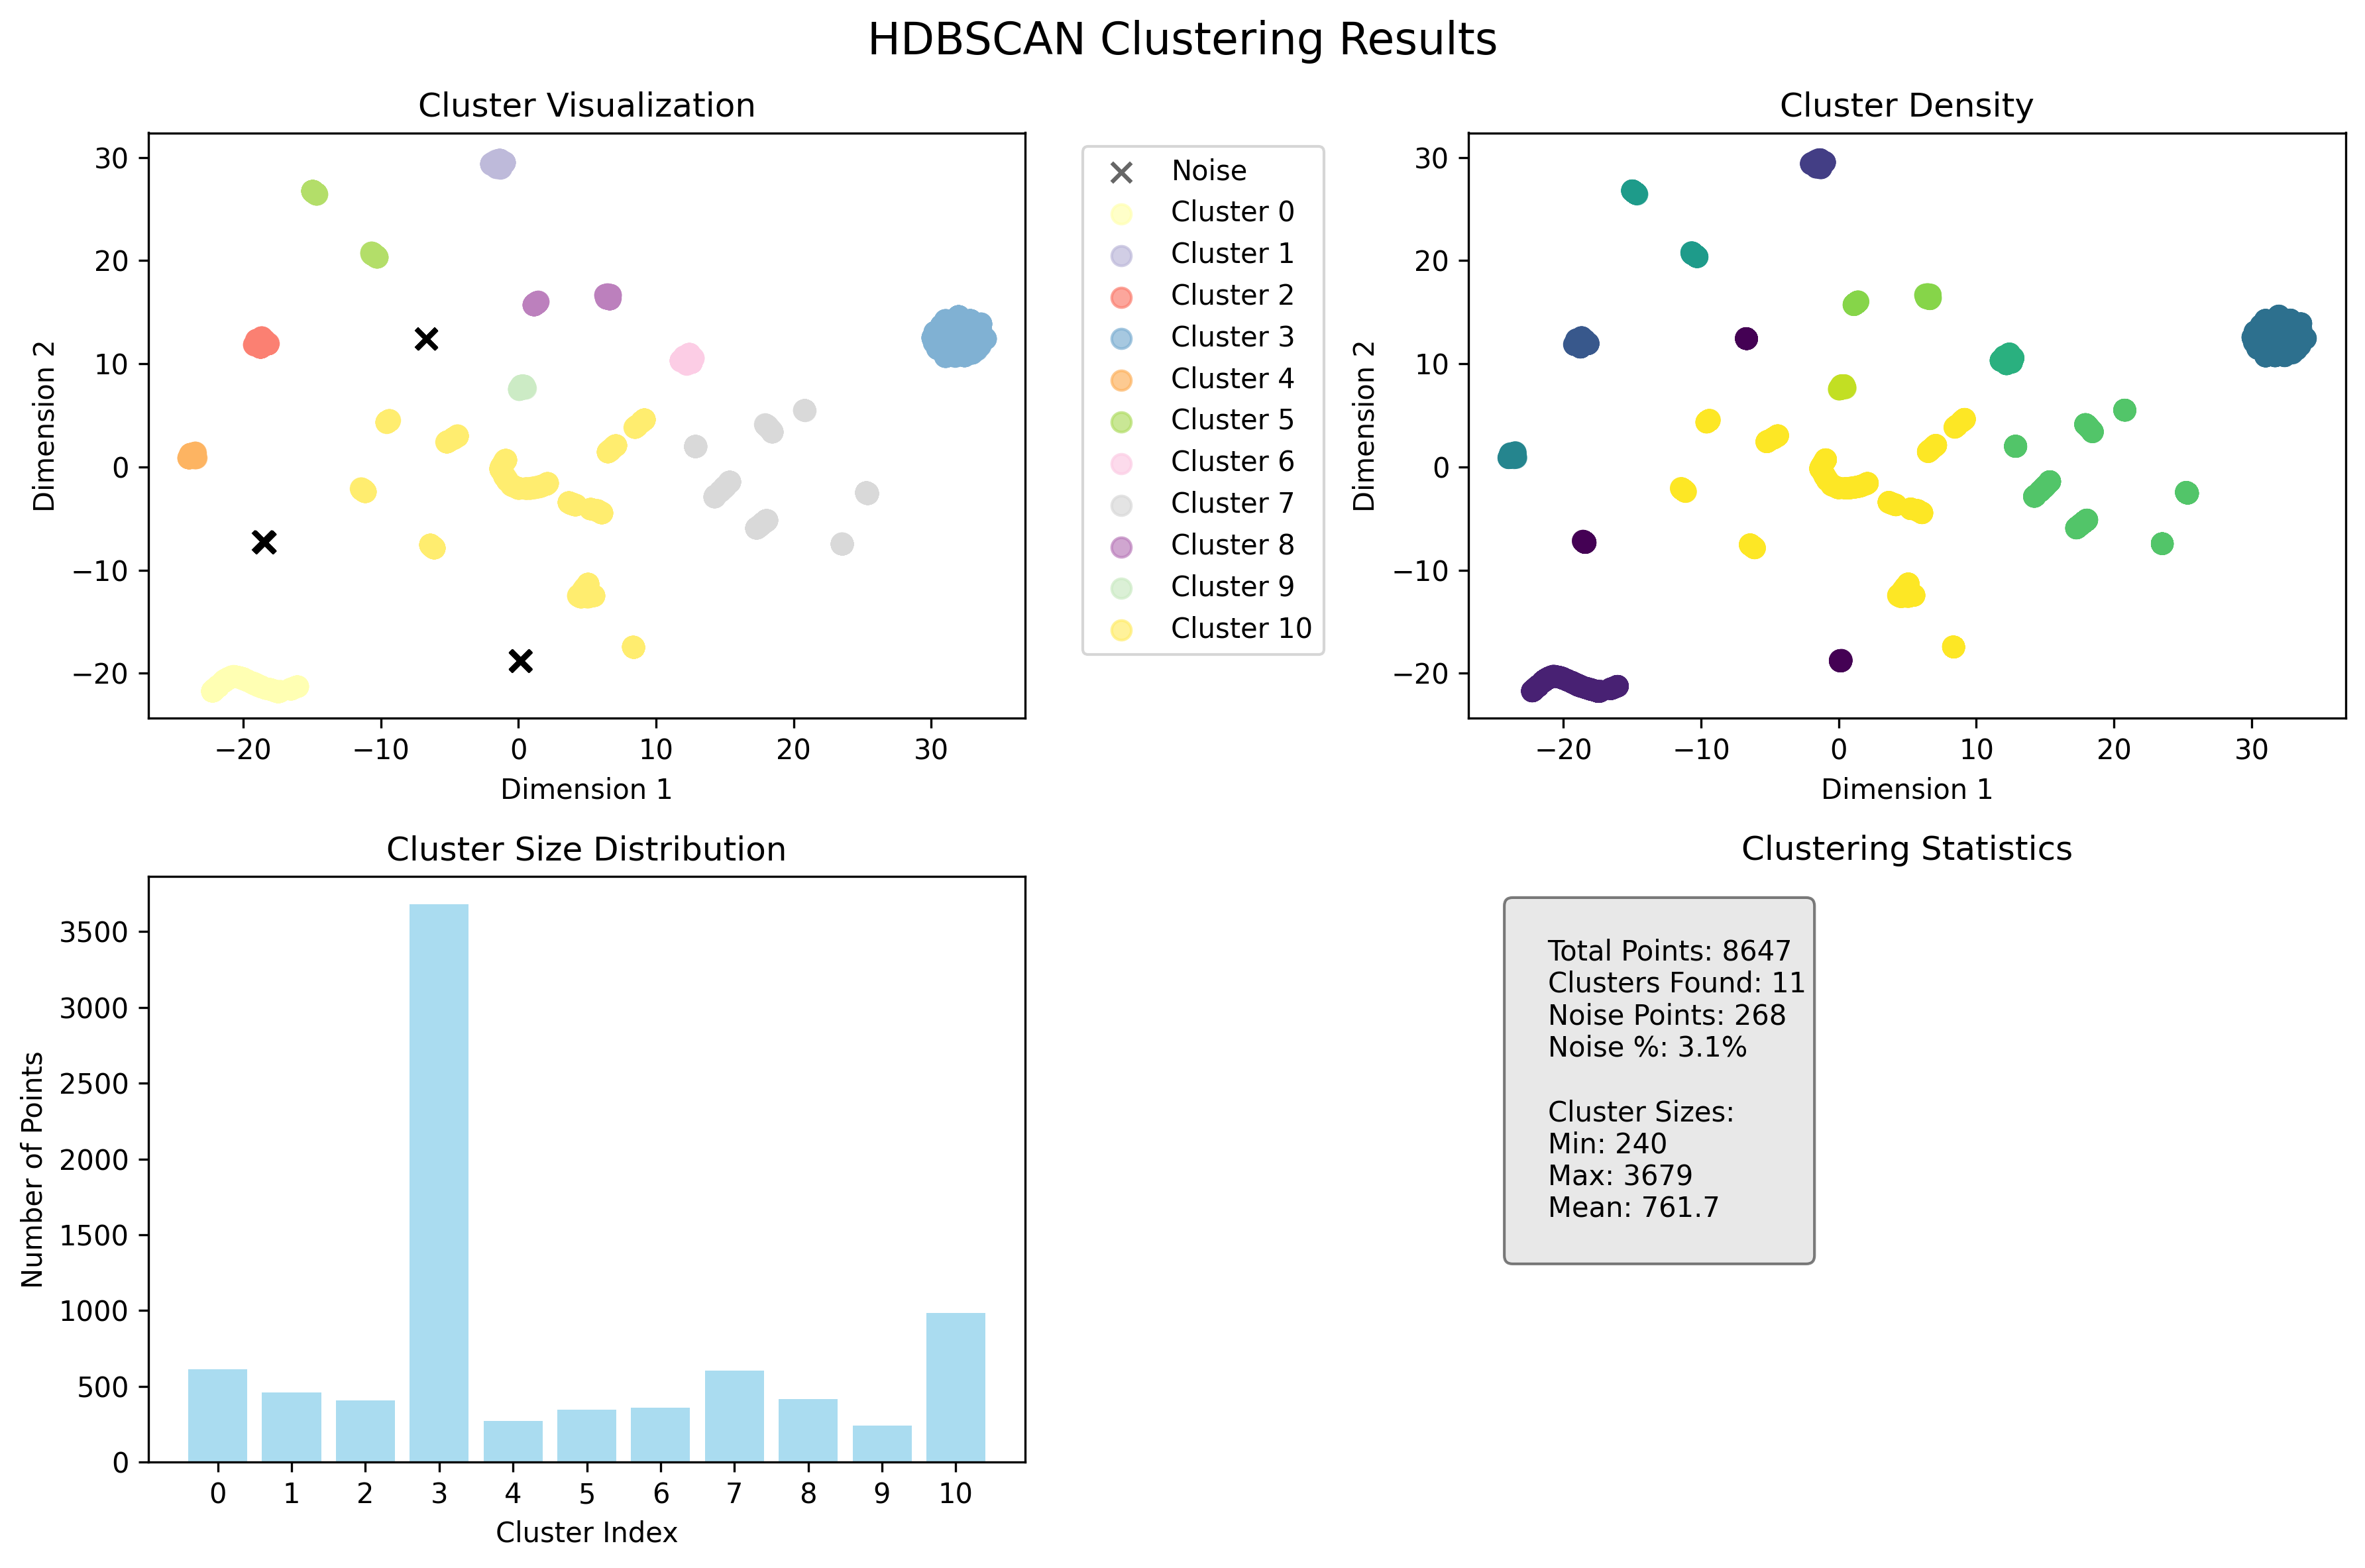 HDBSCAN Clustering Results
Cluster Visualization
30
20
10
0
−10
−20
Dimension 2
−20 −10 0 10 20 30
Dimension 1
Noise
Cluster 0
Cluster 1
Cluster 2
Cluster 3
Cluster 4
Cluster 5
Cluster 6
Cluster 7
Cluster 8
Cluster 9
Cluster 10
Cluster Density
30
20
10
0
−10
−20
Dimension 2
−20 −10 0 10 20 30
Dimension 1
Cluster Size Distribution
3500
3000
2500
2000
1500
1000
500
0
Number of Points
0 1 2 3 4 5 6 7 8 9 10
Cluster Index
Clustering Statistics
Total Points: 8647
Clusters Found: 11
Noise Points: 268
Noise %: 3.1%
Cluster Sizes:
Min: 240
Max: 3679
Mean: 761.7